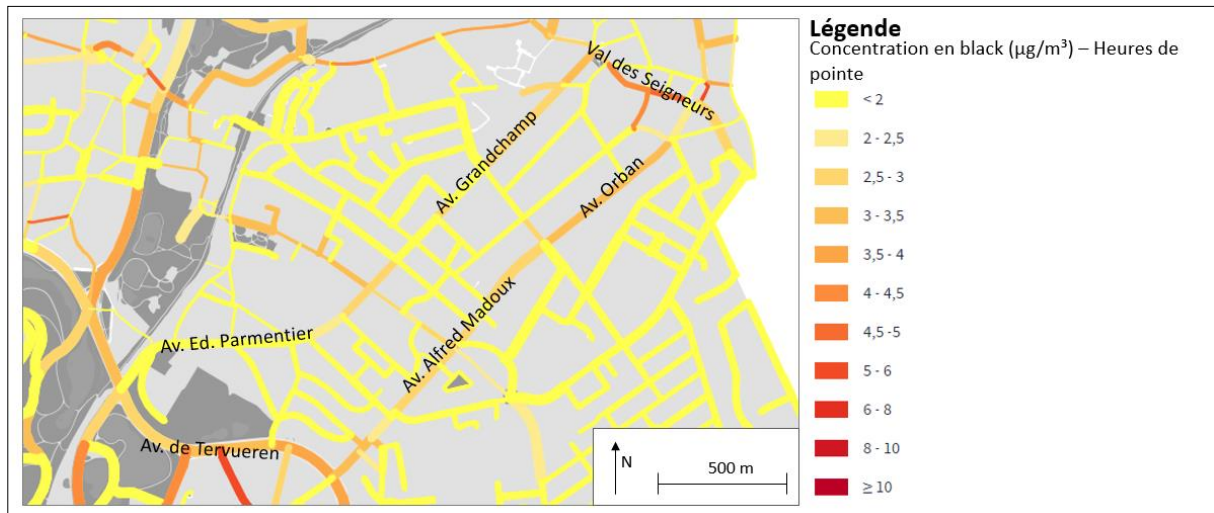 Légende
Concentration en black (µg/m³) – Heures de
pointe
< 2
2 - 2,5
2,5 - 3
3 - 3,5
3,5 - 4
4 - 4,5
4,5-5
5 - 6
6 - 8
8 - 10
≥ 10
Val des Seigneurs
Av. Grandchamp
Av. Orban
Av. Alfred Madoux
Av. Ed. Parmentier
Av. de Tervueren
N
500 m